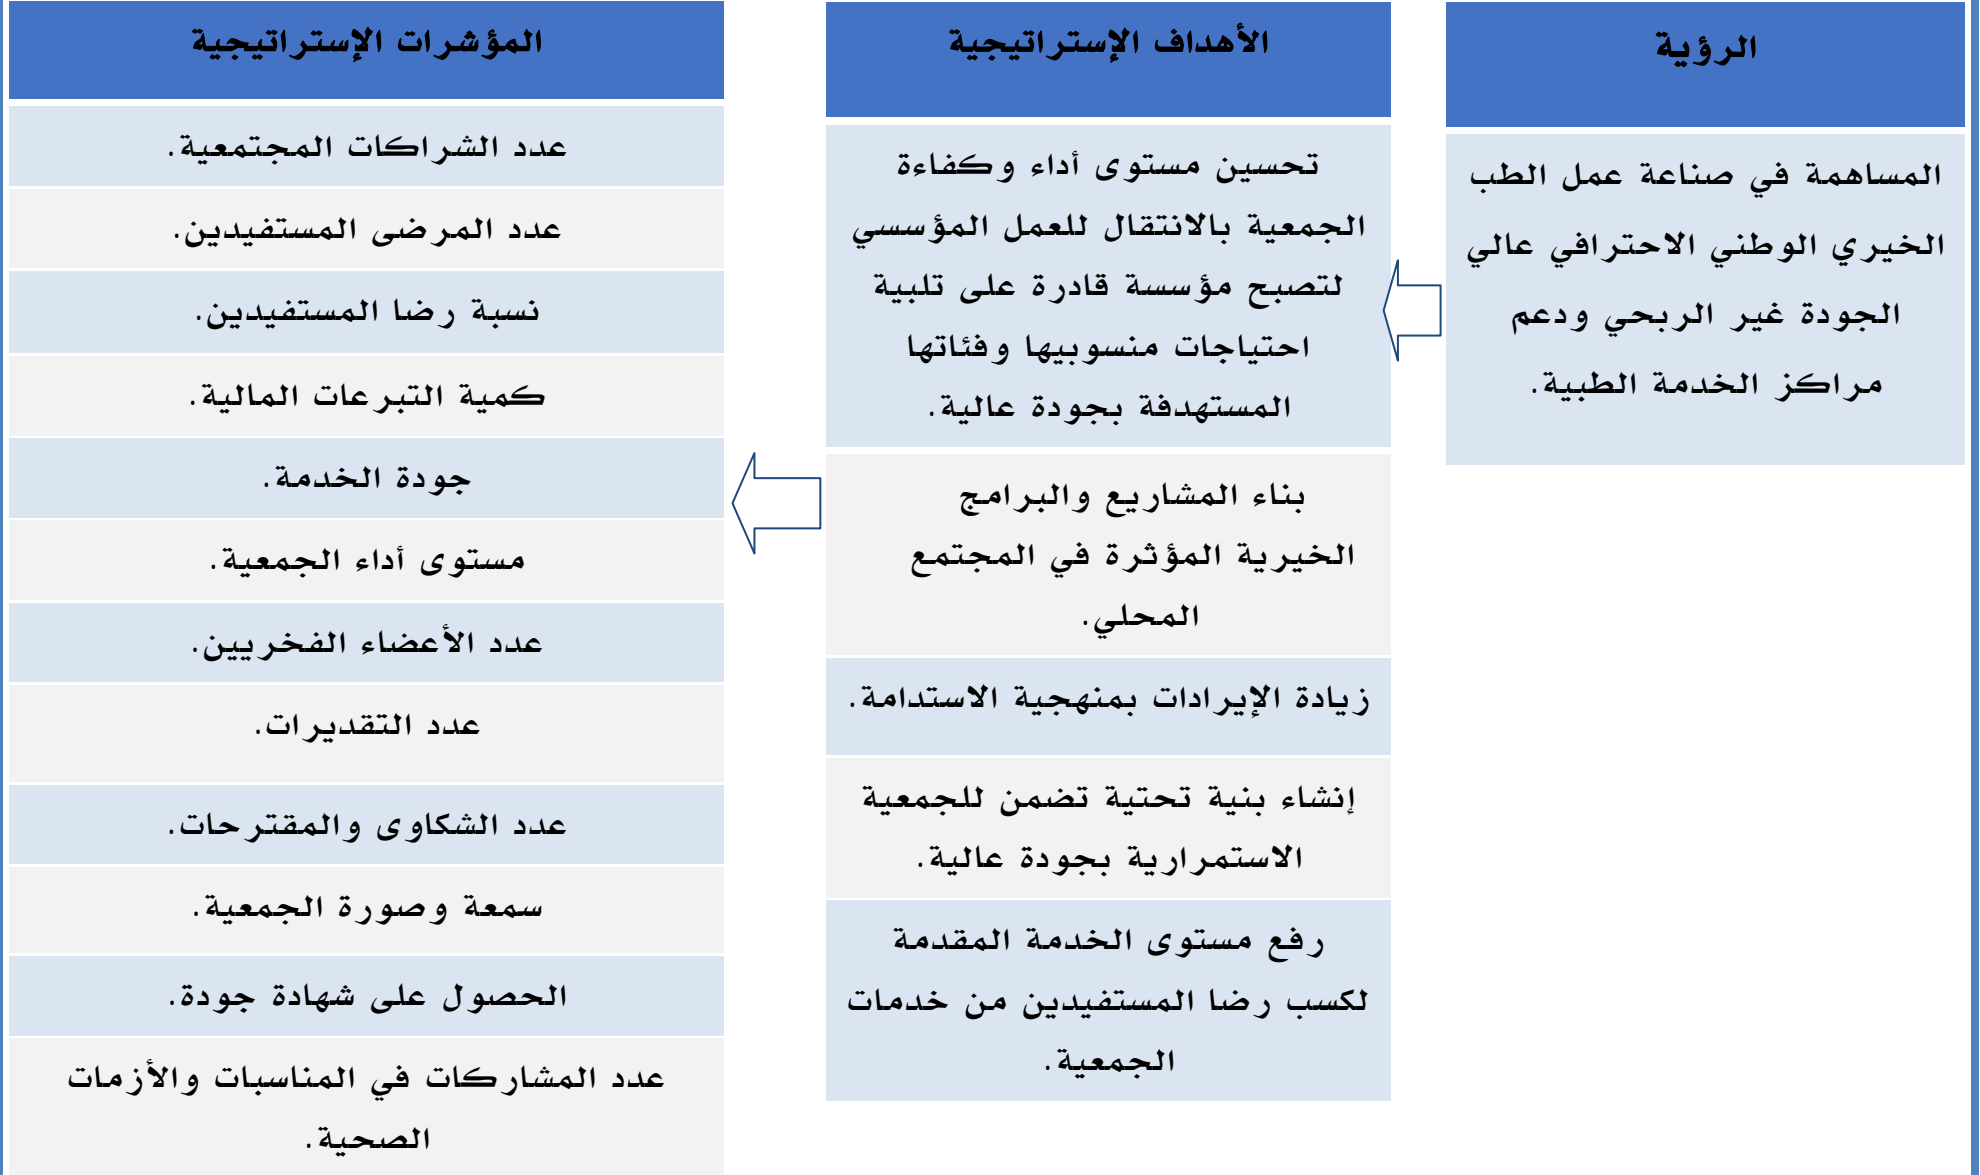 الرؤية
المساهمة في صناعة عمل الطب
الخيري الوطني الاحترافي عالي
الجودة غير الربحي ودعم
مراكز الخدمة الطبية.
الأهداف الإستراتيجية
تحسين مستوى أداء وكفاءة
الجمعية بالانتقال للعمل المؤسسي
لتصبح مؤسسة قادرة على تلبية
احتياجات منسوبيها وفئاتها
المستهدفة بجودة عالية.
بناء المشاريع والبرامج
الخيرية المؤثرة في المجتمع
المحلي.
زيادة الإيرادات بمنهجية الاستدامة.
إنشاء بنية تحتية تضمن للجمعية
الاستمرارية بجودة عالية.
رفع مستوى الخدمة المقدمة
لكسب رضا المستفيدين من خدمات
الجمعية.
المؤشرات الإستراتيجية
عدد الشراكات المجتمعية.
عدد المرضى المستفيدين.
نسبة رضا المستفيدين.
كمية التبرعات المالية.
جودة الخدمة.
مستوى أداء الجمعية.
عدد الأعضاء الفخريين.
عدد التقديرات.
عدد الشكاوى والمقترحات.
سمعة وصورة الجمعية.
الحصول على شهادة جودة.
عدد المشاركات في المناسبات والأزمات
الصحية.